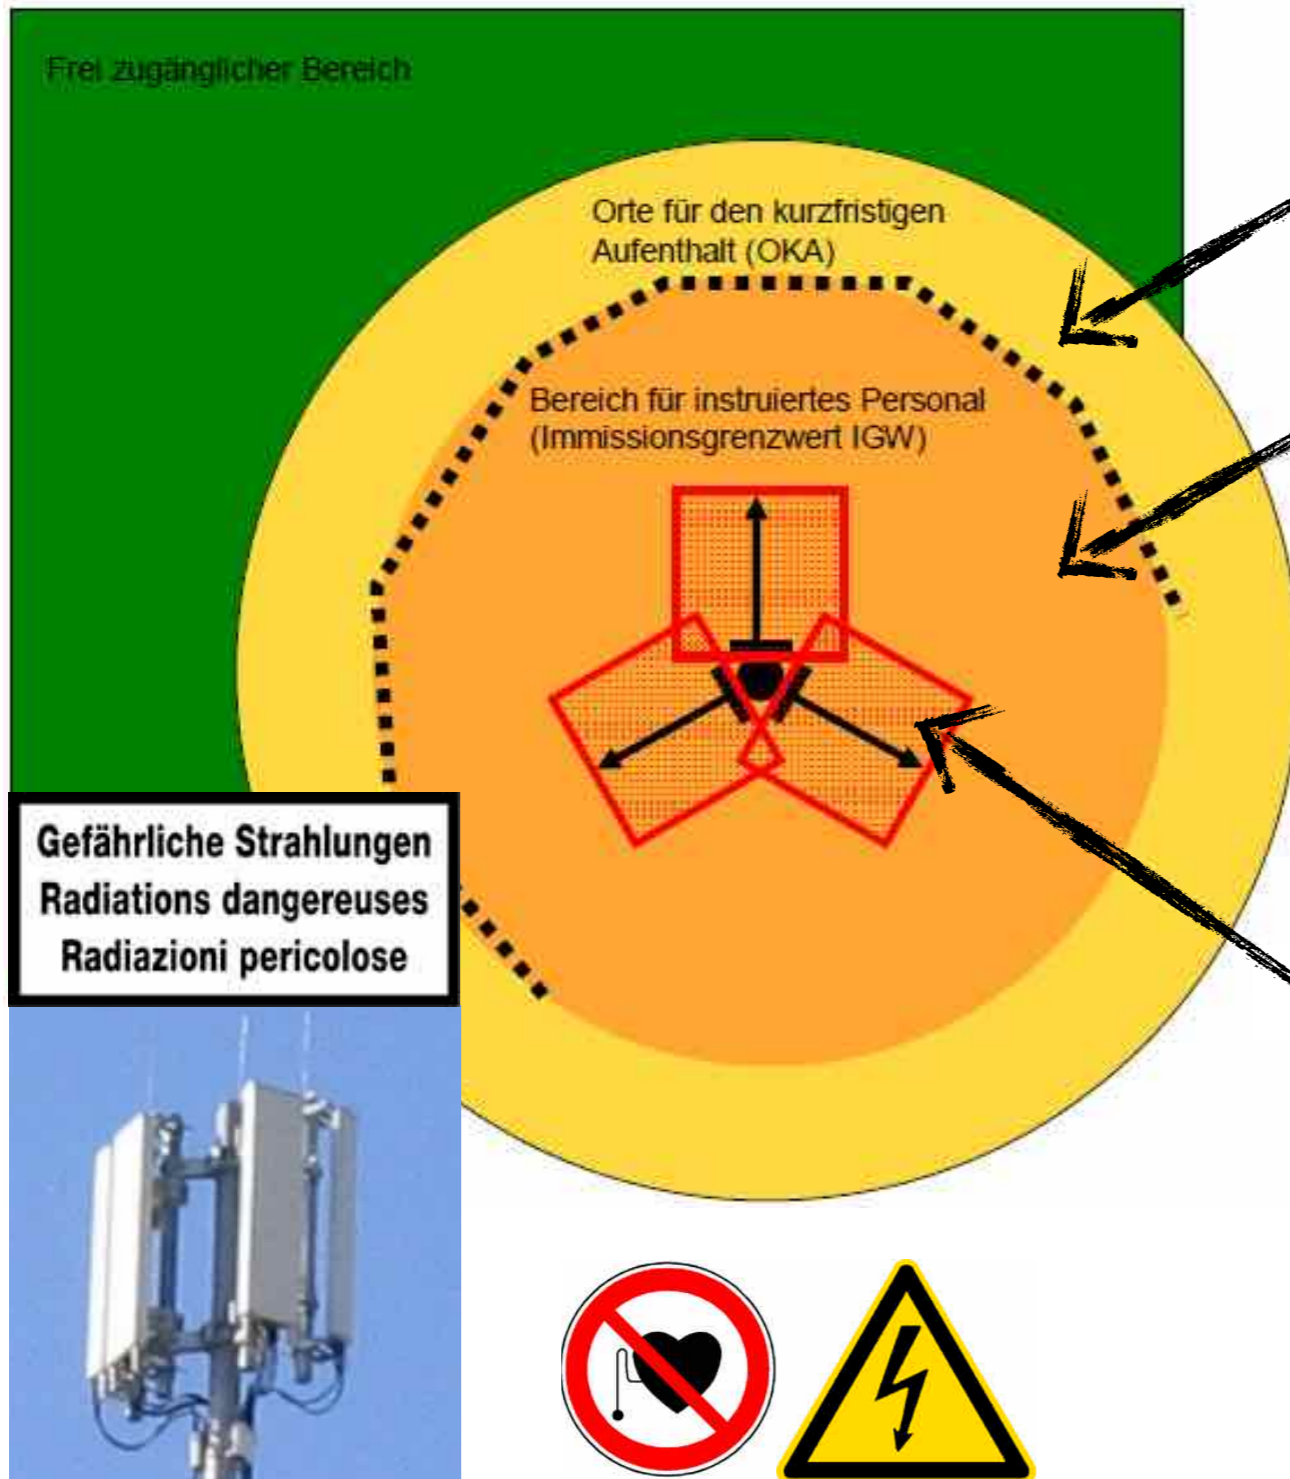 Frei zugänglicher Bereich
Orte für den kurzfristigen
Aufenthalt (OKA)
Bereich für instruiertes Personal
(Immissionsgrenzwert IGW)
Gefährliche Strahlungen
Radiations dangereuses
Radiazioni pericolose